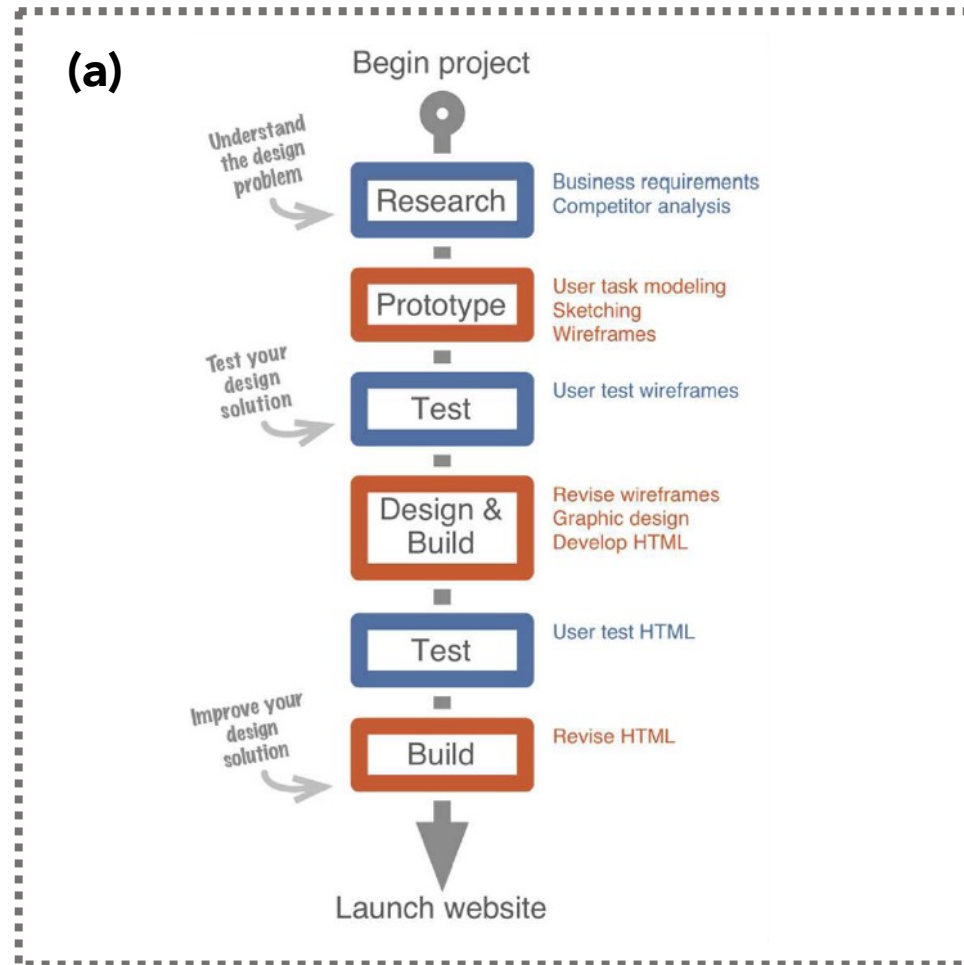 (a)
Begin project
Understand
the design
problem
Research
Business requirements
Competitor analysis
Prototype
User task modeling
Sketching
Wireframes
Test your
design
solution
Test
User test wireframes
Design &
Build
Revise wireframes
Graphic design
Develop HTML
Test
User test HTML
Improve your
design
solution
Build
Revise HTML
Launch website